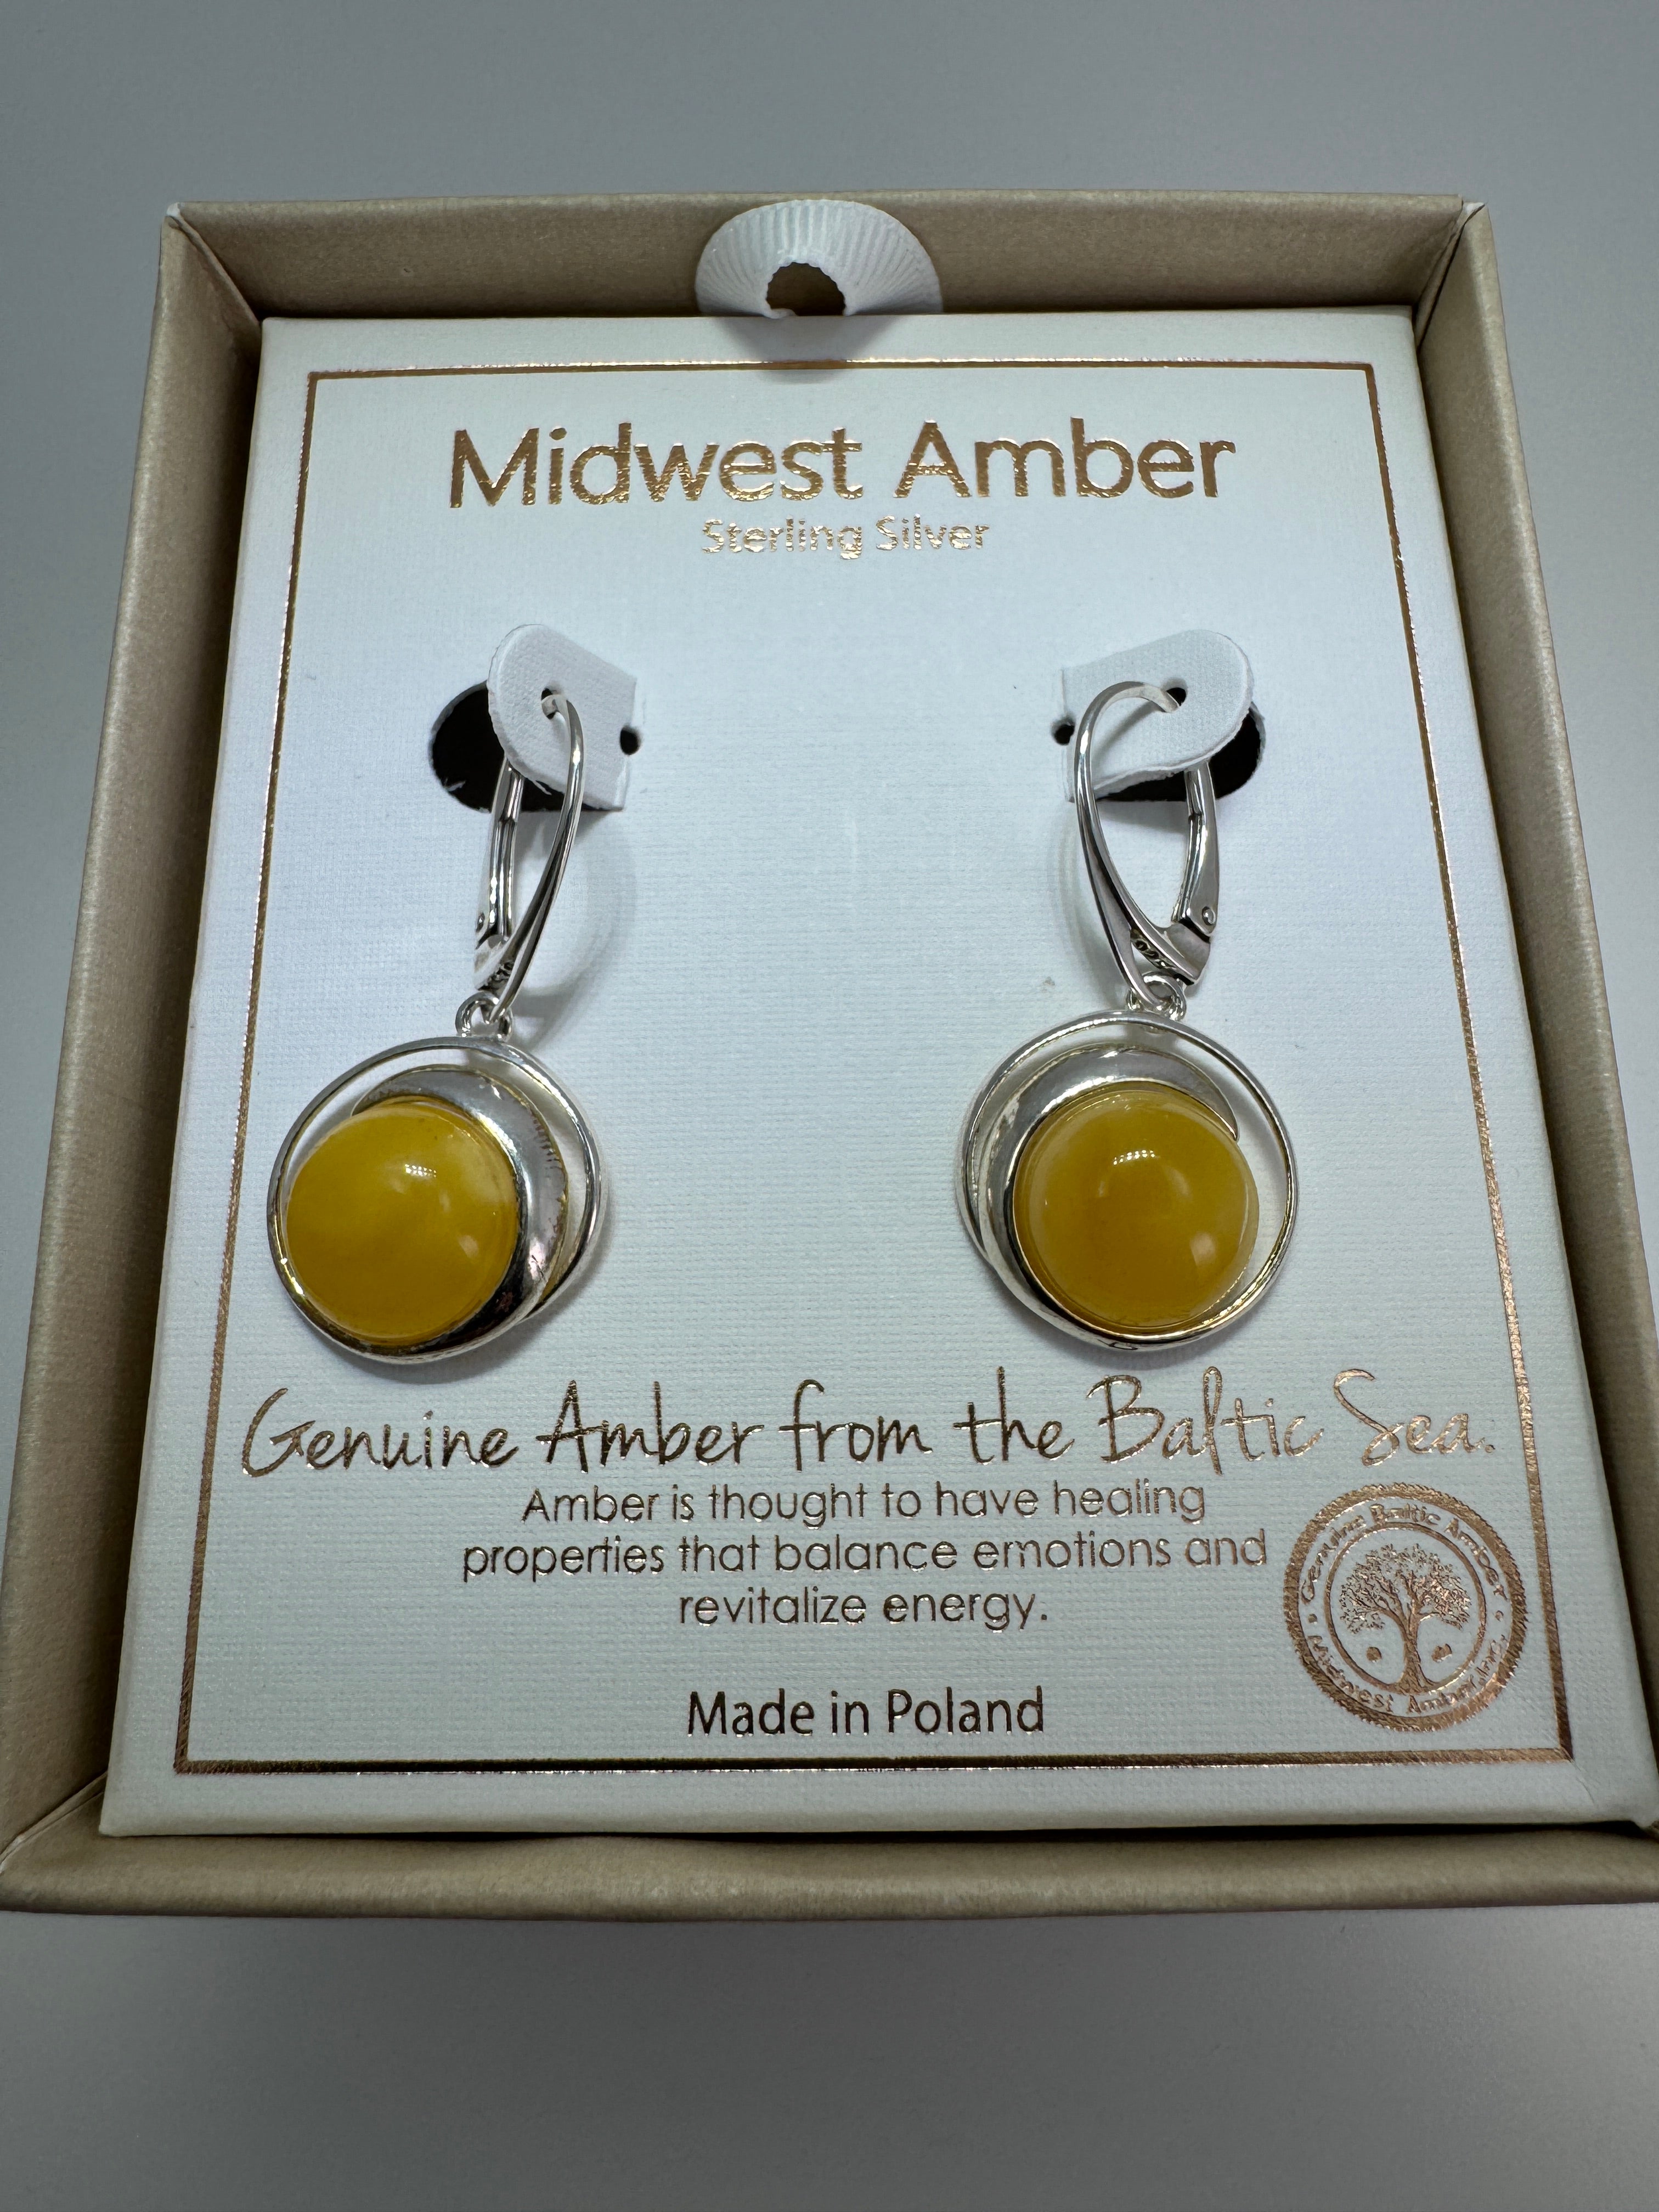 Midwest Amber
Sterling Silver
Genuine Amber from the Baltic Sea.
Amber is thought to have healing
properties that balance emotions and
revitalize energy.
Made in Poland
Genuine Baltic Amber
Midwest Amber, Inc.